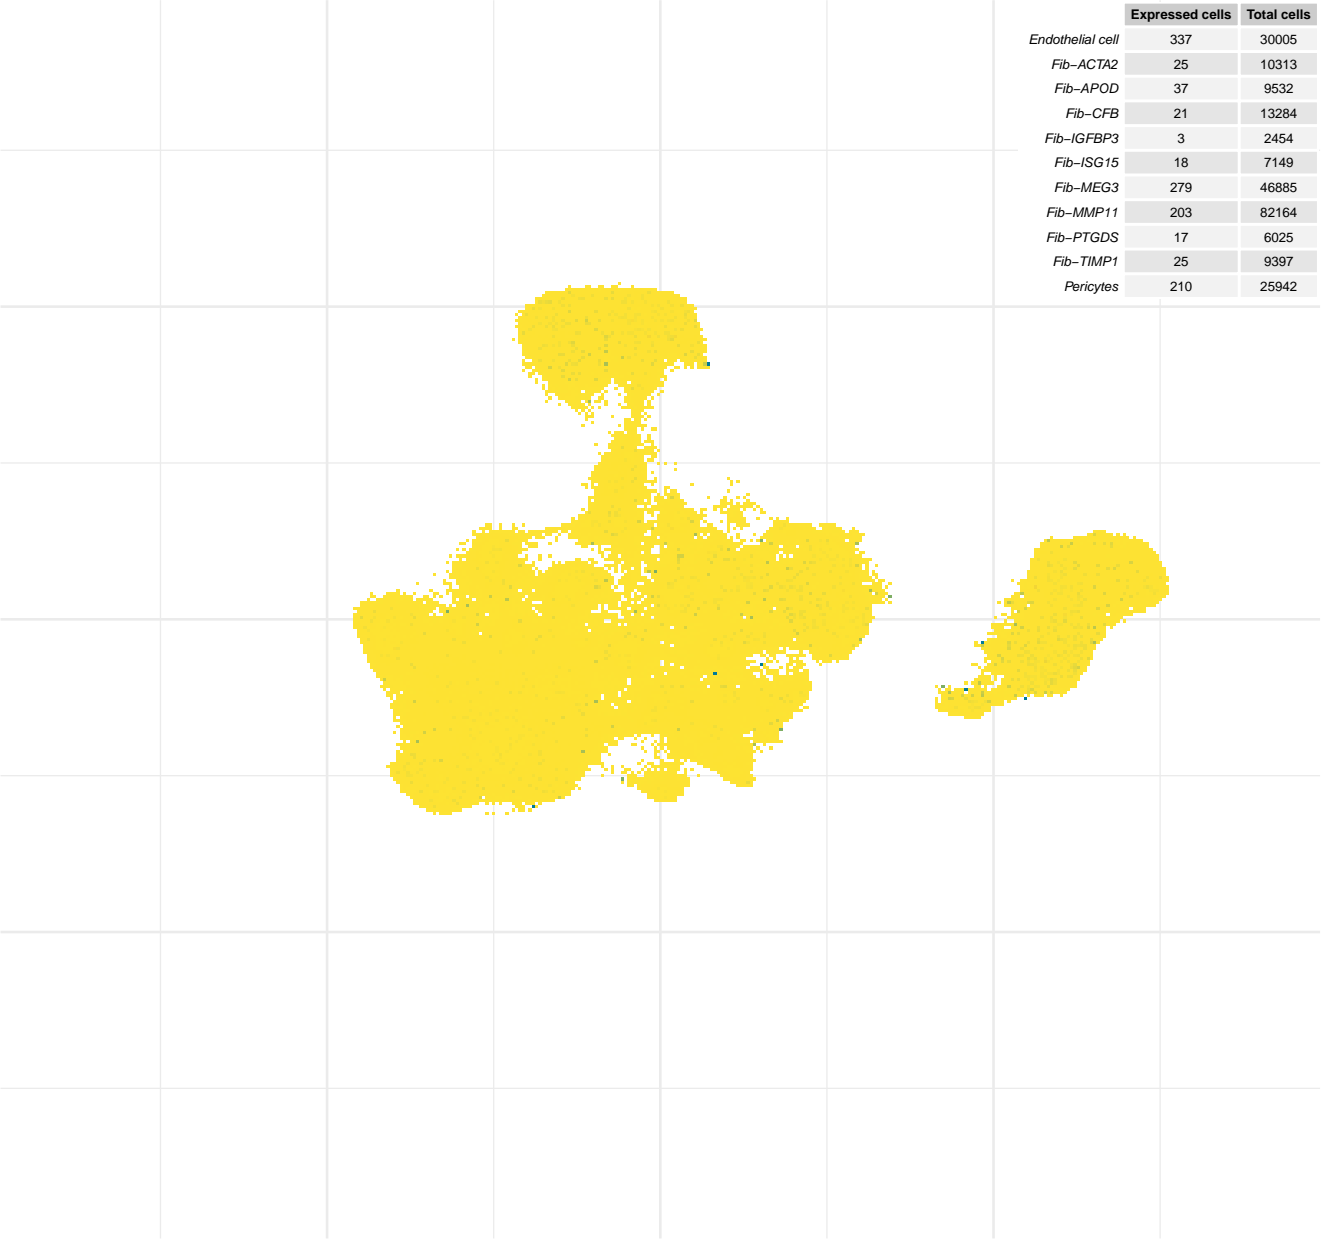 Expressed cells Total cells
Endothelial cell 337 30005
Fib−ACTA2 25 10313
Fib−APOD 37 9532
Fib−CFB 21 13284
Fib−IGFBP3 3 2454
Fib−ISG15 18 7149
Fib−MEG3 279 46885
Fib−MMP11 203 82164
Fib−PTGDS 17 6025
Fib−TIMP1 25 9397
Pericytes 210 25942